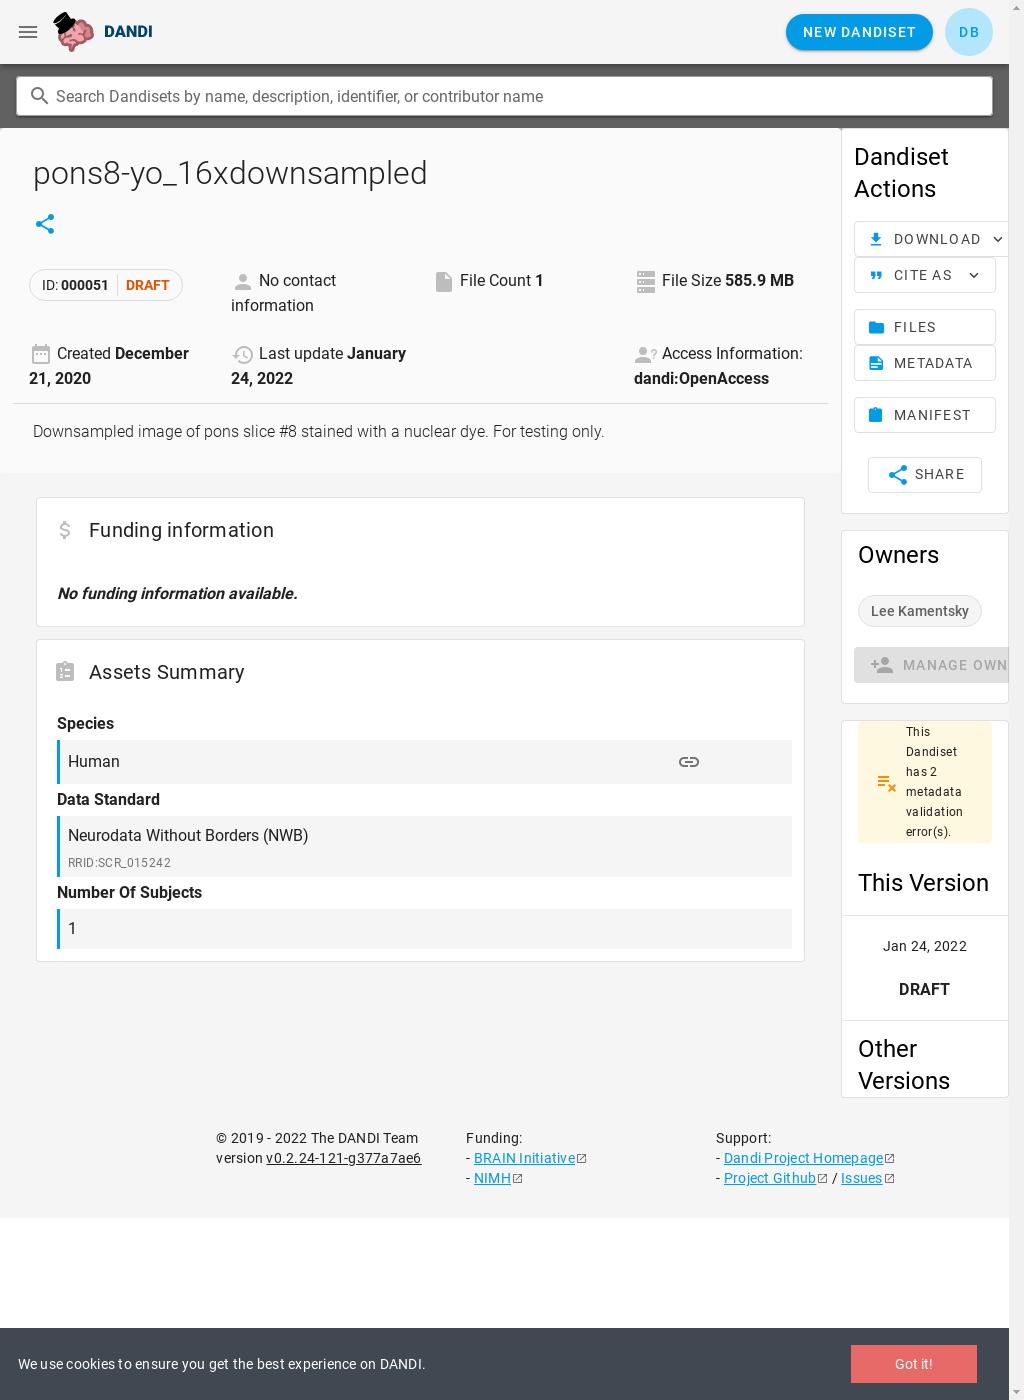 DANDI
NEW DANDISET
DB
Search Dandisets by name, description, identifier, or contributor name
pons8-yo_16xdownsampled
ID: 000051 DRAFT
No contact
information
File Count 1
File Size 585.9 MB
Created December
21, 2020
Last update January
24, 2022
Access Information:
dandi:OpenAccess
Downsampled image of pons slice #8 stained with a nuclear dye. For testing only.
Funding information
No funding information available.
Assets Summary
Species
Human
Data Standard
Neurodata Without Borders (NWB)
RRID:SCR_015242
Number Of Subjects
1
Dandiset
Actions
DOWNLOAD
CITE AS
FILES
METADATA
MANIFEST
SHARE
Owners
Lee Kamentsky
MANAGE OWN
This
Dandiset
has 2
metadata
validation
error(s).
This Version
Jan 24, 2022
DRAFT
Other
Versions
© 2019 - 2022 The DANDI Team
version v0.2.24-121-g377a7ae6
Funding:
- BRAIN Initiative
- NIMH
Support:
- Dandi Project Homepage
- Project Github / Issues
We use cookies to ensure you get the best experience on DANDI.
Got it!